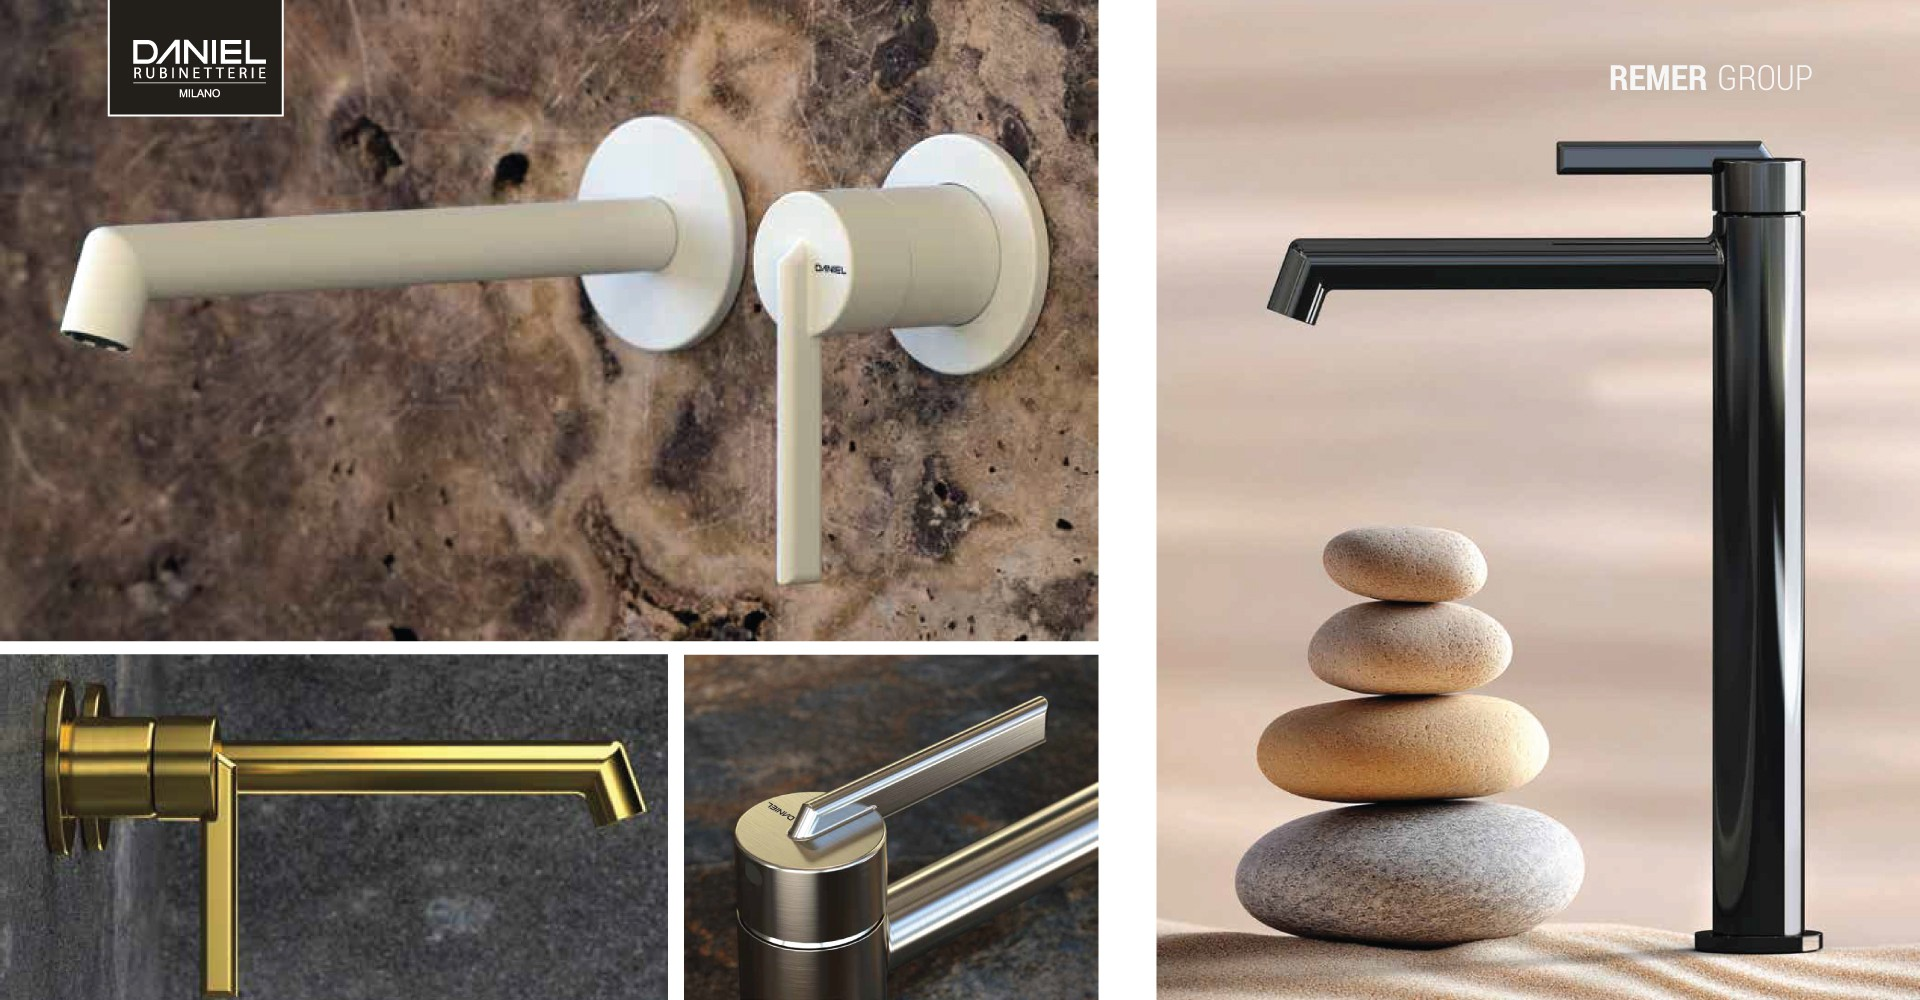 DANIEL
RUBINETTERIE
MILANO
REMER GROUP
DANIEL
DANIEL